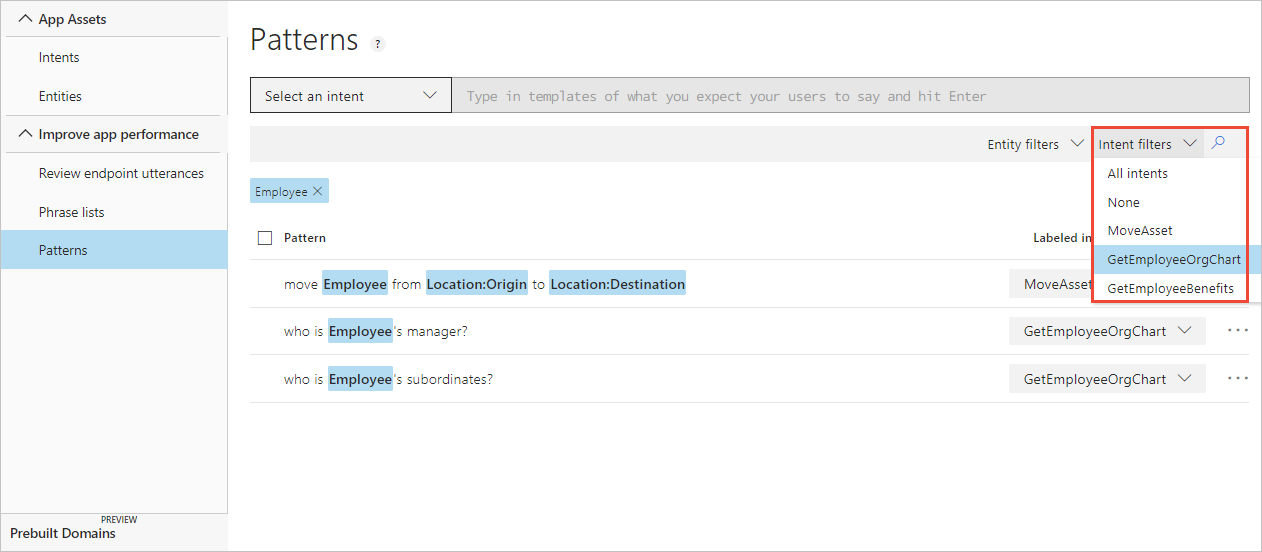 App Assets
Intents
Entities
Improve app performance
Review endpoint utterances
Phrase lists
Patterns
PREVIEW
Prebuilt Domains
Patterns ?
Select an intent Type in templates of what you expect your users to say and hit Enter
Entity filters Intent filters
All intents
None
MoveAsset
GetEmployeeOrgChart
GetEmployeeBenefits
Employee
Pattern Labeled in
move Employee from Location:Origin to Location:Destination MoveAsset
who is Employee's manager? GetEmployeeOrgChart ...
who is Employee's subordinates? GetEmployeeOrgChart ...